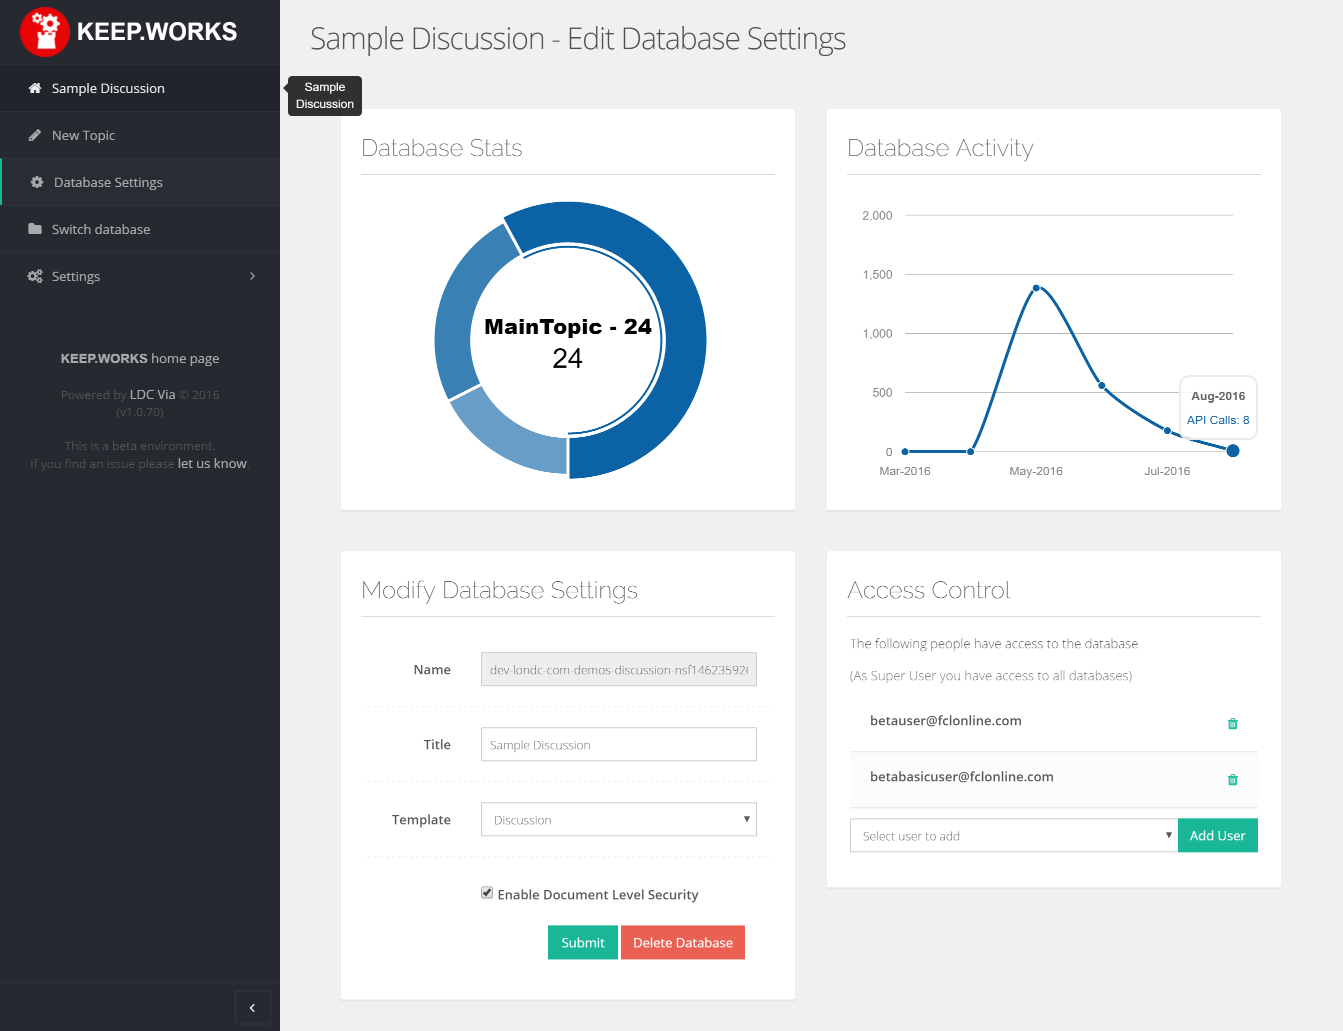 KEEP.WORKS
Sample Discussion - Edit Database Settings
Sample Discussion
Sample
Discussion
New Topic
Database Settings
Switch database
Settings
KEEP.WORKS home page
Powered by LDC Via © 2016
(v1.0.70)
This is a beta environment.
If you find an issue please let us know.
Database Stats
MainTopic - 24
24
Database Activity
2,000
1,500
1,000
500
0
Mar-2016
May-2016
Jul-2016
Aug-2016
API Calls: 8
Modify Database Settings
Name
dev-londc-com-demos-discussion-nsf14623592
Title
Sample Discussion
Template
Discussion
Enable Document Level Security
Submit
Delete Database
Access Control
The following people have access to the database
(As Super User you have access to all databases)
betauser@fclonline.com
betabasicuser@fclonline.com
Select user to add
Add User